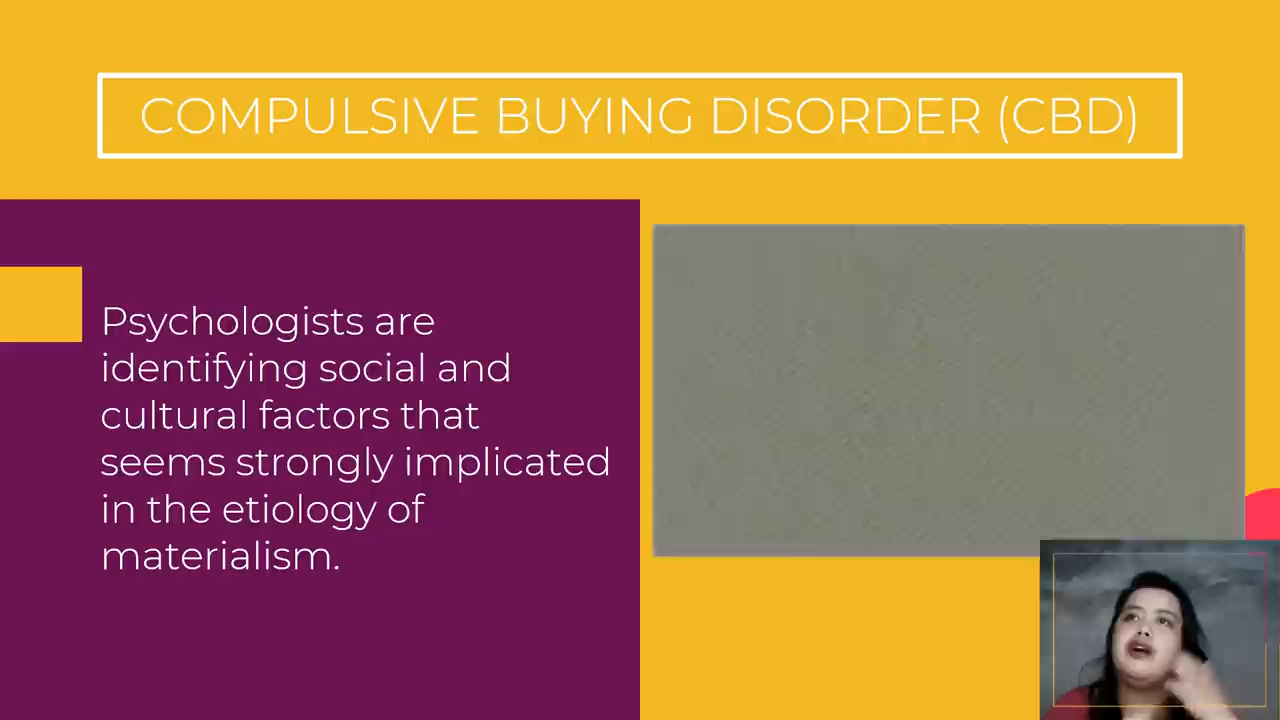 COMPULSIVE BUYING DISORDER (CBD)
Psychologists are
identifying social and
cultural factors that
seems strongly implicated
in the etiology of
materialism.